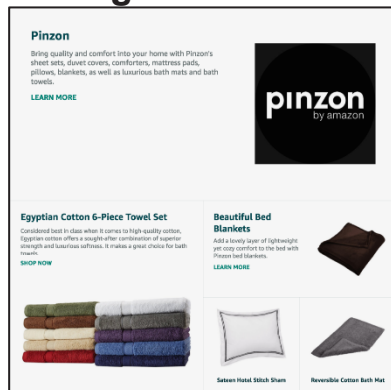 Pinzon
Bring quality and comfort into your home with Pinzon's
sheet sets, duvet covers, comforters, mattress pads,
pillows, blankets, as well as luxurious bath mats and bath
towels.
LEARN MORE
pinzon
by amazon
Egyptian Cotton 6-Piece Towel Set
Considered best in class when it comes to high-quality cotton,
Egyptian cotton offers a sought-after combination of superior
strength and luxurious softness. It makes a great choice for bath
towels.
SHOP NOW
Beautiful Bed
Blankets
Add a lovely layer of lightweight
yet cozy comfort to the bed with
Pinzon bed blankets.
LEARN MORE
Sateen Hotel Stitch Sham
Reversible Cotton Bath Mat